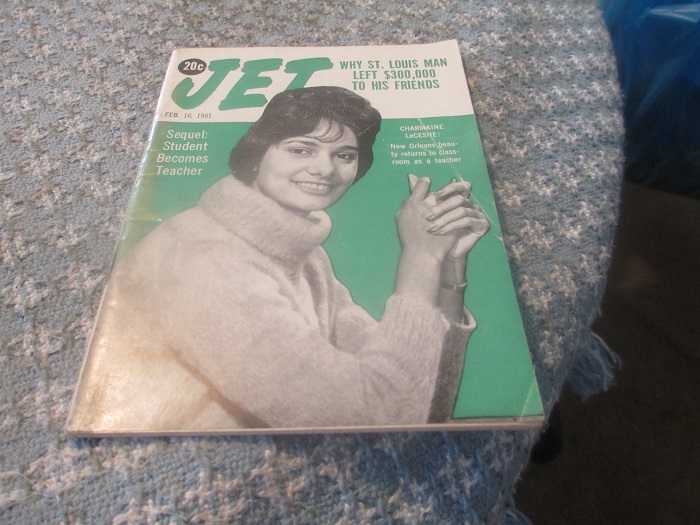 20c
JET
WHY ST. LOUIS MAN
LEFT $300,000
TO HIS FRIENDS
FEB. 16, 1961
Sequel:
Student
Becomes
Teacher
CHARMAINE
LeCESNE:
New Orleans beau-
ty returns to class-
room as a teacher